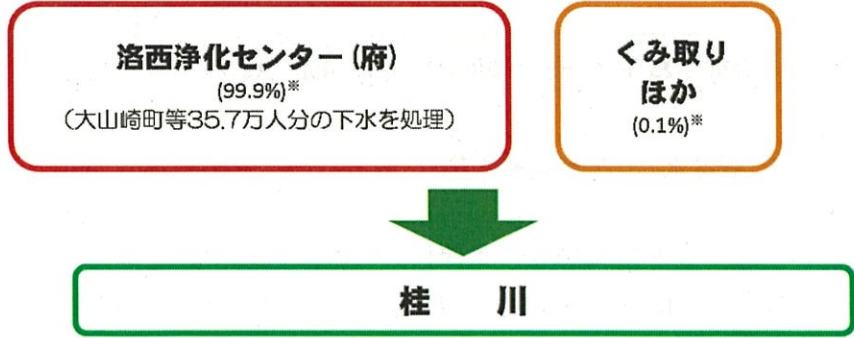 洛西浄化センター(府)
(99.9%)※
（大山崎町等35.7万人分の下水を処理）
くみ取り
ほか
(0.1%)※
桂　川